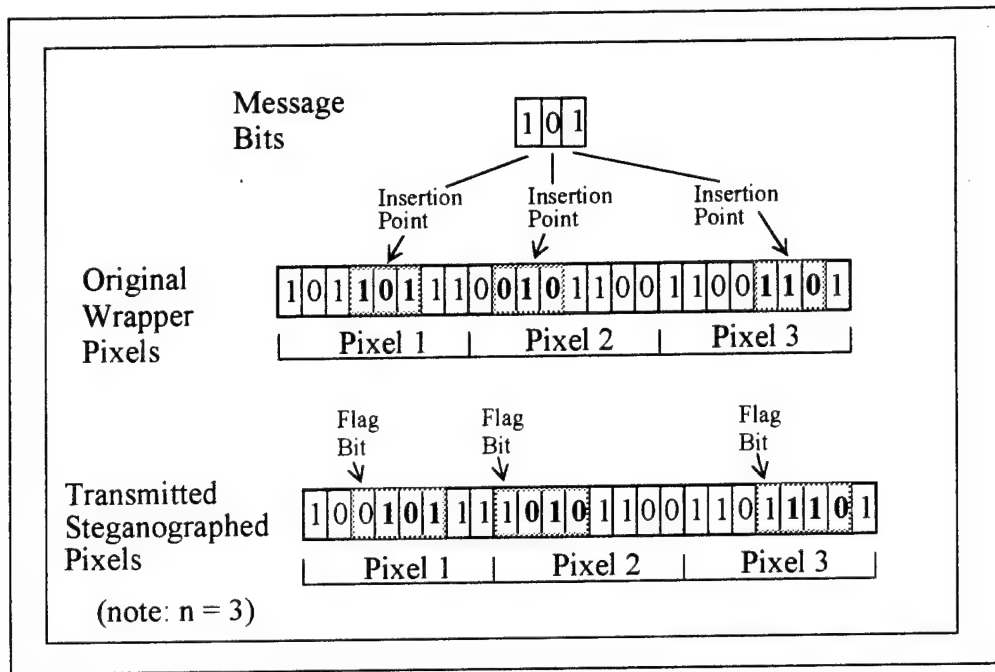 Message
Bits
1 0 1
Insertion
Point
Insertion
Point
Insertion
Point
Original
Wrapper
Pixels
1 0 1 1 0 1 1 1 0 0 1 0 1 1 0 0 1 1 0 0 1 1 0 1
Pixel 1 Pixel 2 Pixel 3
Flag
Bit
Flag
Bit
Flag
Bit
Transmitted
Steganographed
Pixels
1 0 0 1 0 1 1 1 1 0 1 0 1 1 0 0 1 1 0 1 1 1 0 1
Pixel 1 Pixel 2 Pixel 3
(note: n = 3)